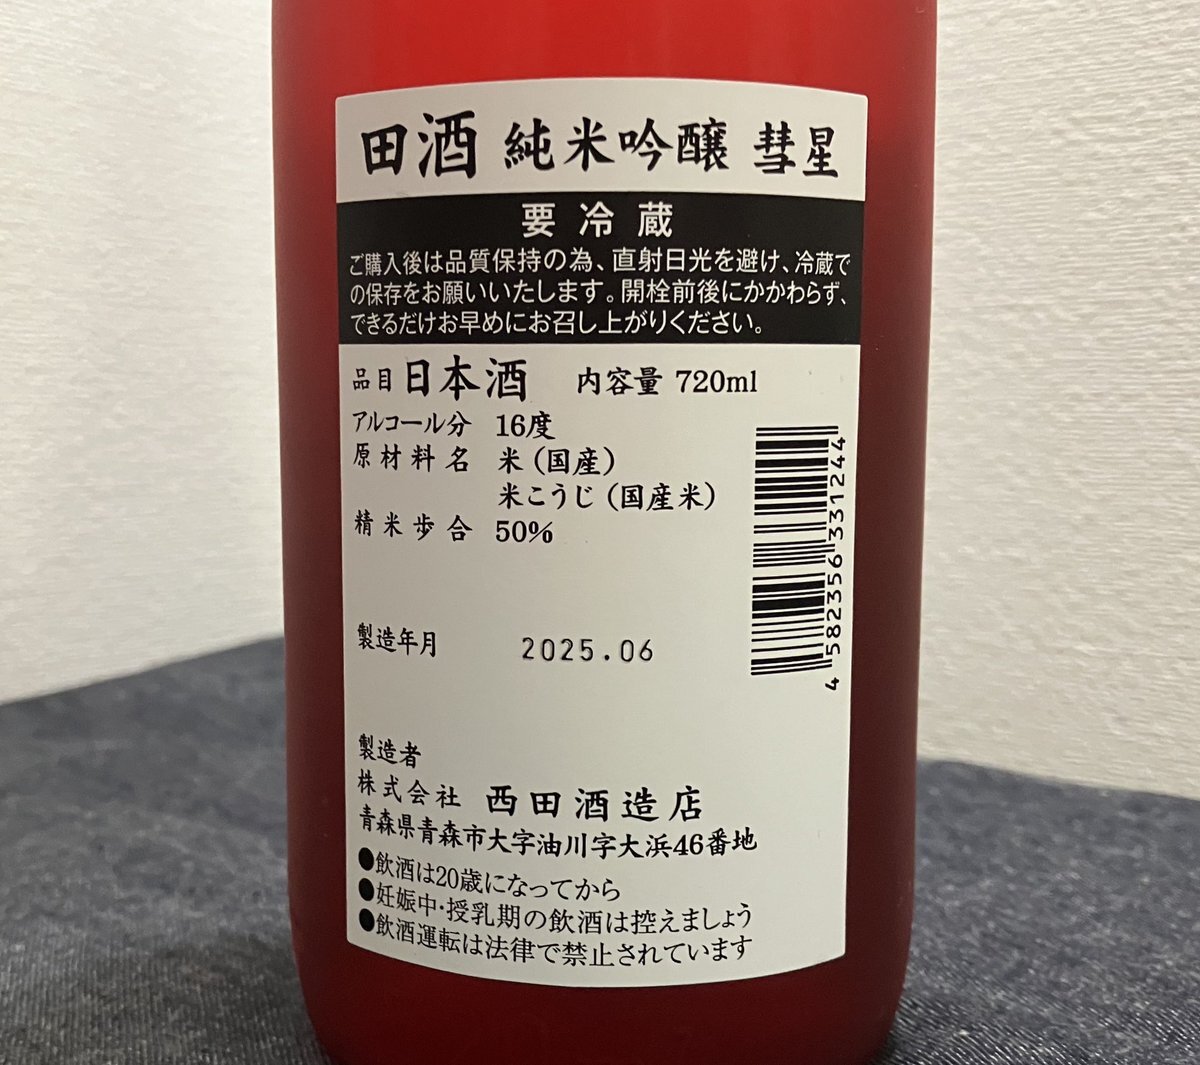 田酒 純米吟醸 彗星
要冷蔵
ご購入後は品質保持の為、直射日光を避け、冷蔵で
の保存をお願いいたします。開栓前後にかかわらず、
できるだけお早めにお召し上がりください。
品目 日本酒 内容量 720ml
アルコール分 16度
原材料名 米（国産）
米こうじ（国産米）
精米歩合 50%
製造年月 2025.06
製造者
株式会社 西田酒造店
青森県青森市大字油川字大浜46番地
●飲酒は20歳になってから
●妊娠中・授乳期の飲酒は控えましょう
●飲酒運転は法律で禁止されています
4 582356 331244